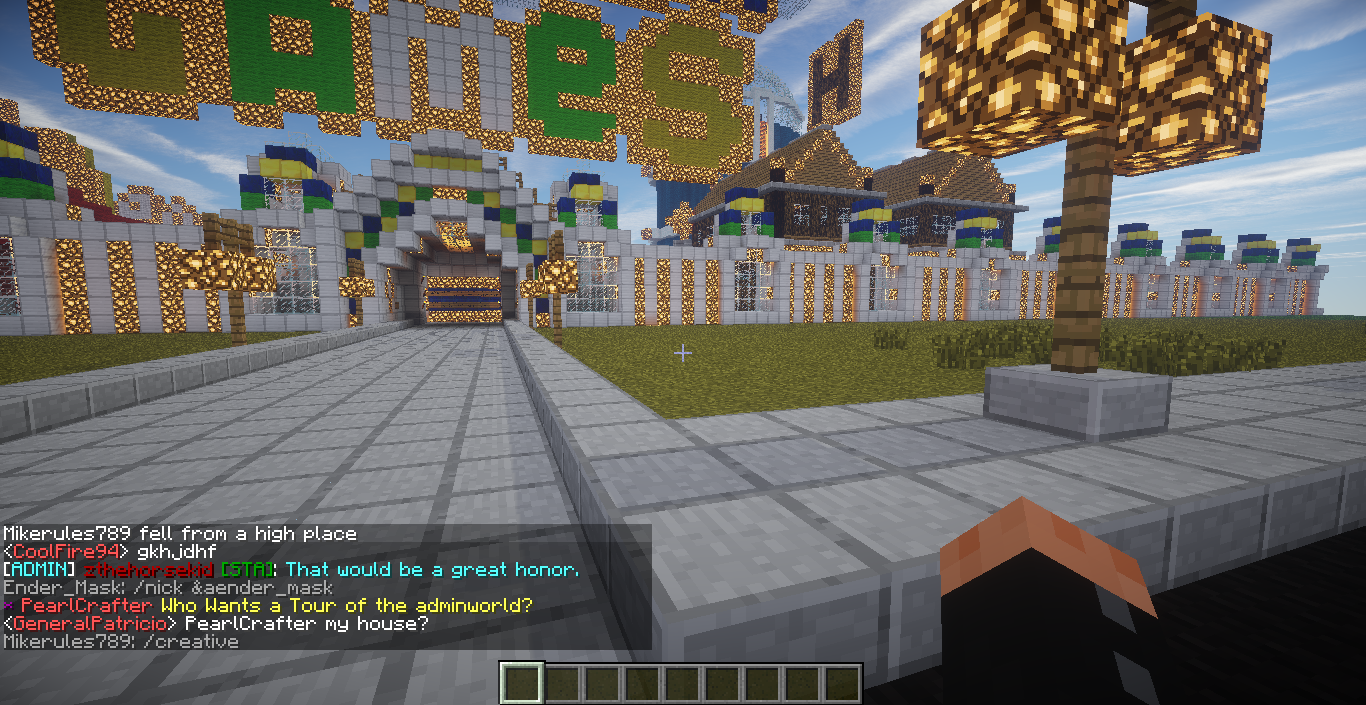 GAmeS
H
Mikerules789 fell from a high place
<CoolFire94> gkhjdhf
[ADMIN] zthehorsekid [STA]: That would be a great honor.
Ender_Mask: /nick &aender_mask
* PearlCrafter Who Wants a Tour of the adminworld?
<GeneralPatricio> PearlCrafter my house?
Mikerules789: /creative